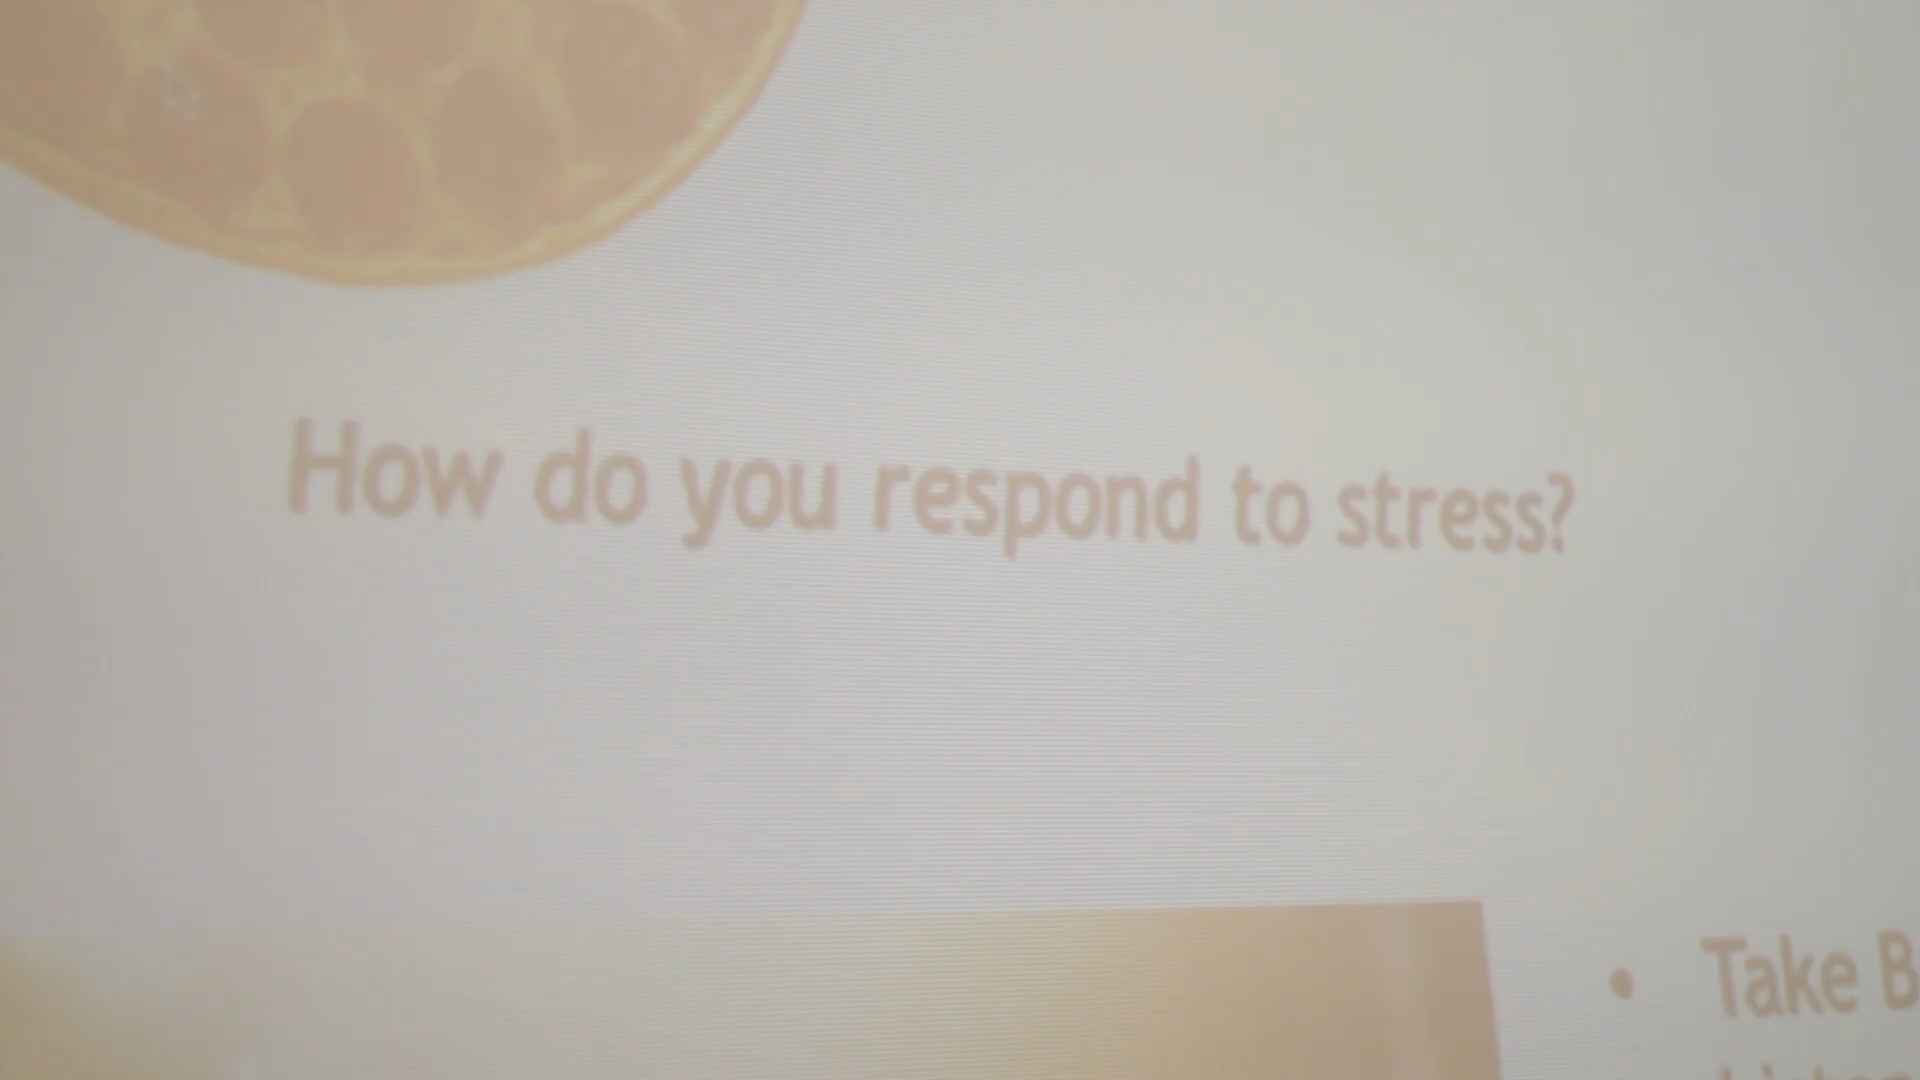 How do you respond to stress?
• Take B